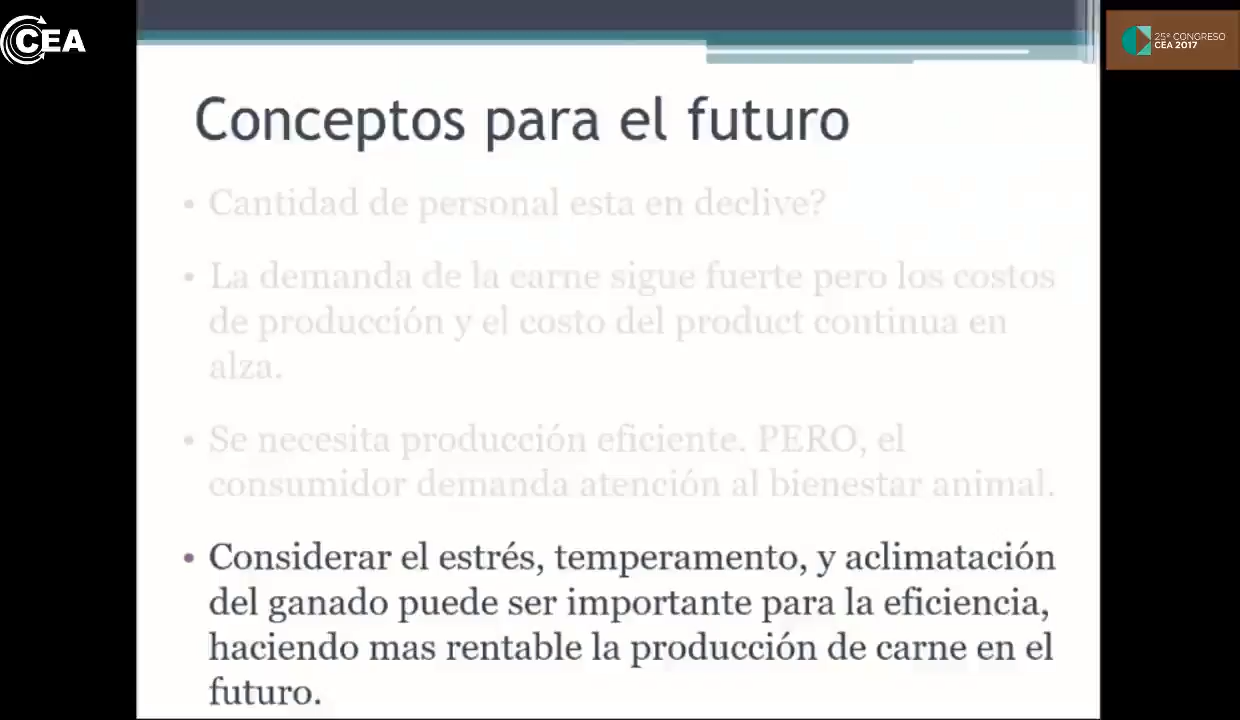 CEA
25º CONGRESO
CEA 2017
Conceptos para el futuro
• Cantidad de personal esta en declive?
• La demanda de la carne sigue fuerte pero los costos
de producción y el costo del product continua en
alza.
• Se necesita producción eficiente. PERO, el
consumidor demanda atención al bienestar animal.
• Considerar el estrés, temperamento, y aclimatación
del ganado puede ser importante para la eficiencia,
haciendo mas rentable la producción de carne en el
futuro.